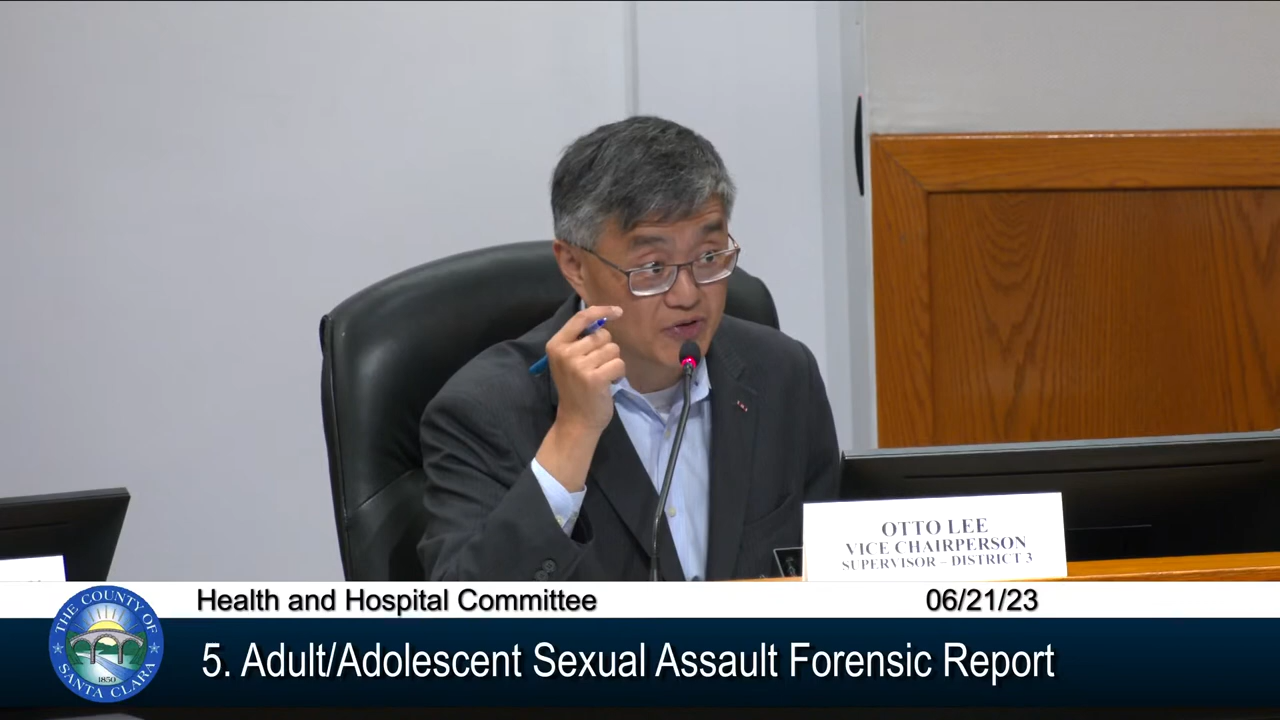 OTTO LEE
VICE CHAIRPERSON
SUPERVISOR – DISTRICT 3
Health and Hospital Committee
06/21/23
THE COUNTY OF
SANTA CLARA
1850
5. Adult/Adolescent Sexual Assault Forensic Report